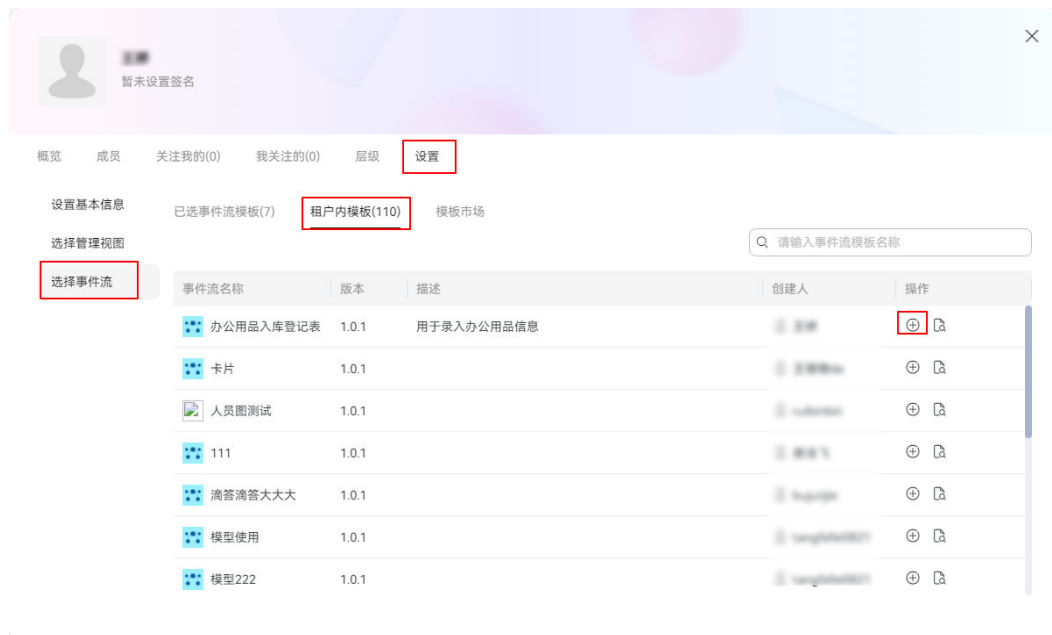 暂未设置签名
概览 成员 关注我的(0) 我关注的(0) 层级 设置
设置基本信息
选择管理视图
选择事件流
已选事件流模板(7) 租户内模板(110) 模板市场
请输入事件流模板名称
事件流名称 版本 描述 创建人 操作
办公用品入库登记表 1.0.1 用于录入办公用品信息
卡片 1.0.1
人员图测试 1.0.1
111 1.0.1
滴答滴答大大大 1.0.1
模型使用 1.0.1
模型222 1.0.1